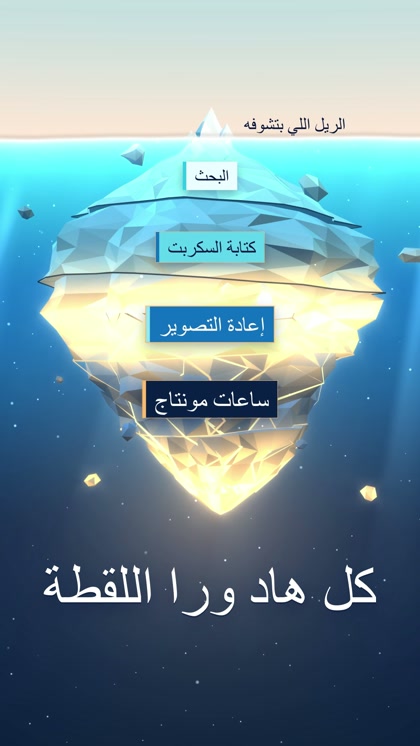 الريل اللي بتشوفه
البحث
كتابة السكربت
إعادة التصوير
ساعات مونتاج
كل هاد ورا اللقطة